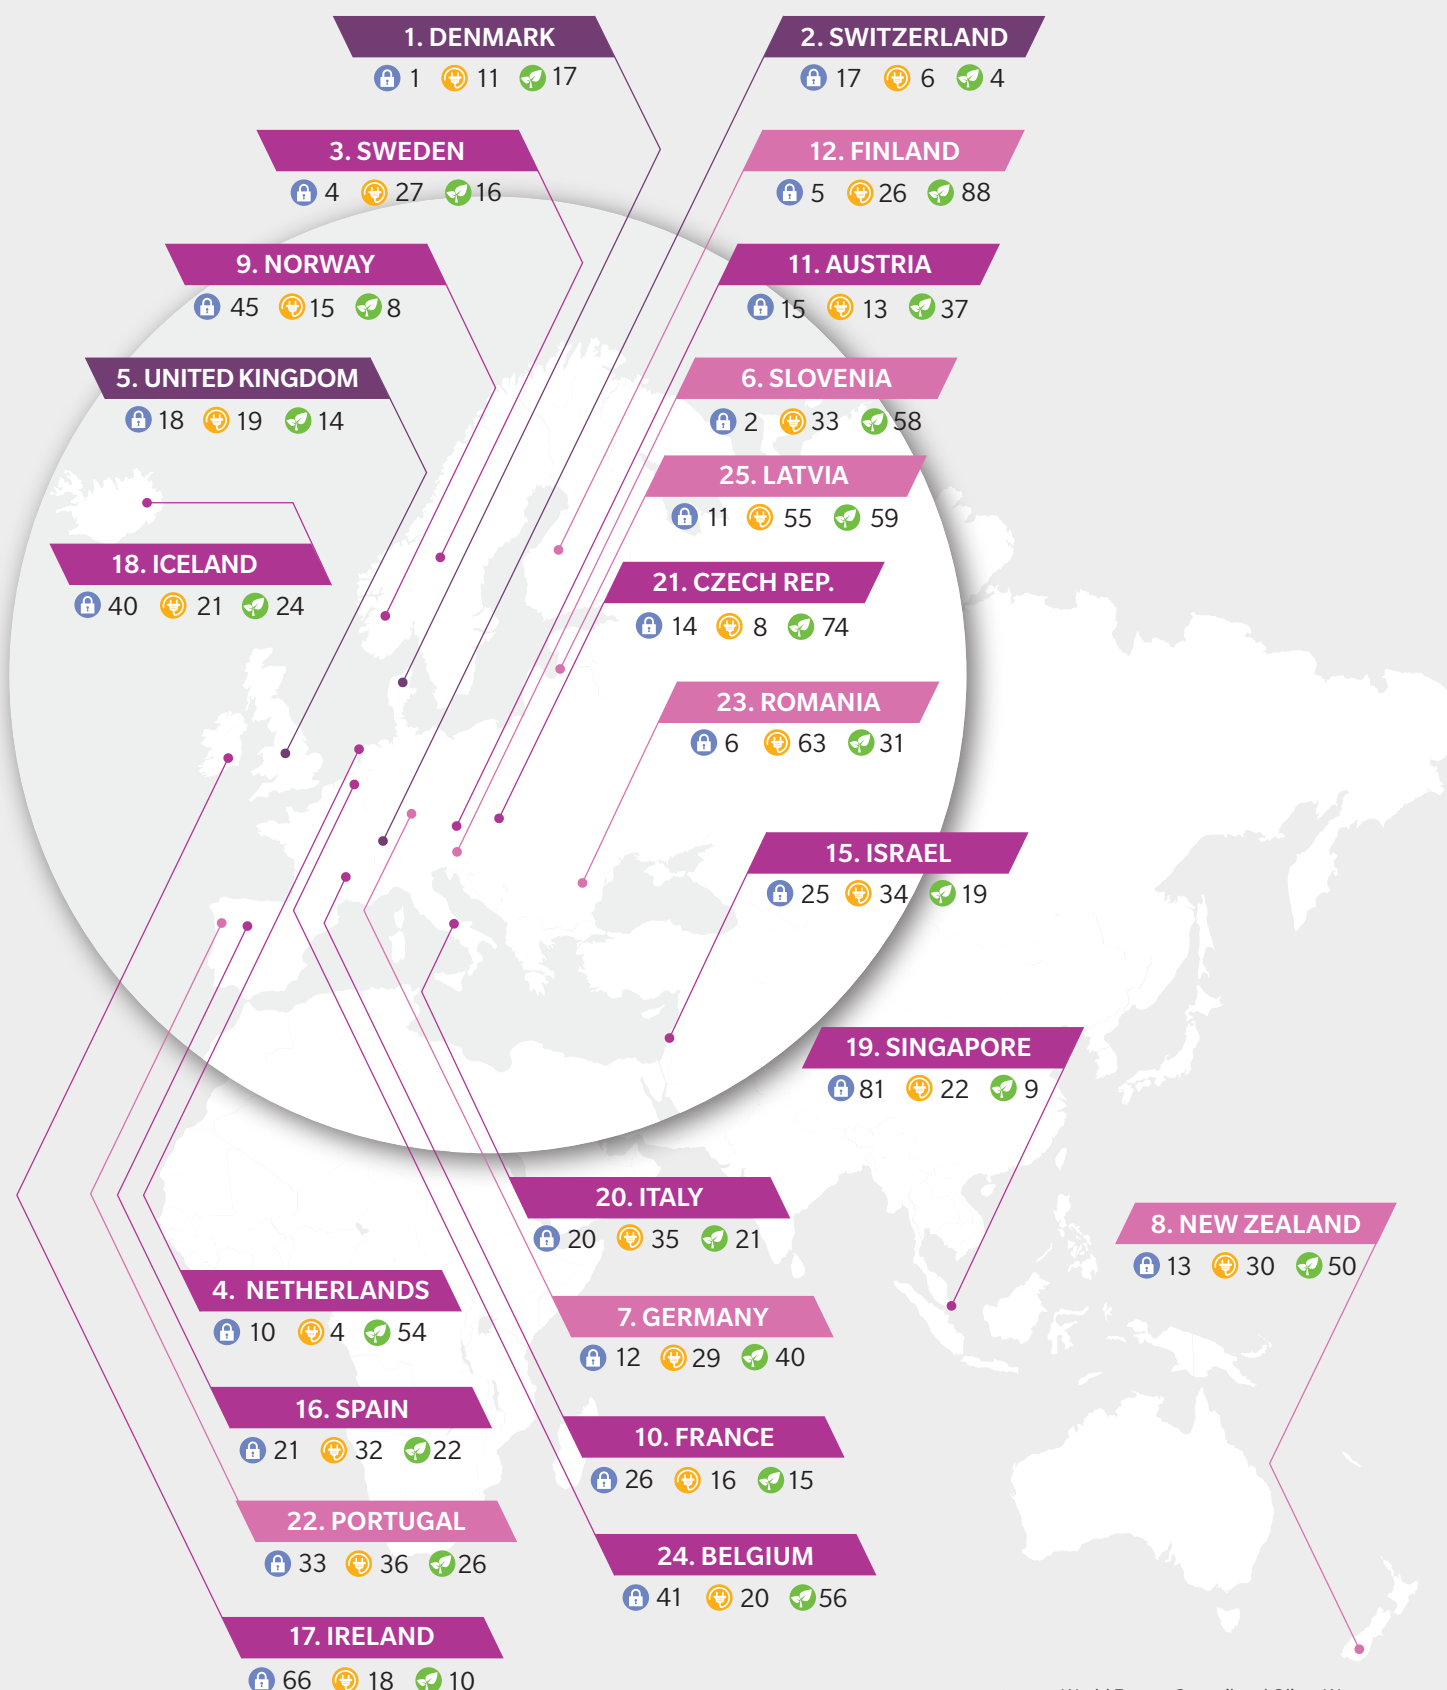 1. DENMARK
1 11 17
2. SWITZERLAND
17 6 4
3. SWEDEN
4 27 16
12. FINLAND
5 26 88
9. NORWAY
45 15 8
11. AUSTRIA
15 13 37
5. UNITED KINGDOM
18 19 14
6. SLOVENIA
2 33 58
25. LATVIA
11 55 59
18. ICELAND
40 21 24
21. CZECH REP.
14 8 74
23. ROMANIA
6 63 31
15. ISRAEL
25 34 19
19. SINGAPORE
81 22 9
20. ITALY
20 35 21
8. NEW ZEALAND
13 30 50
4. NETHERLANDS
10 4 54
7. GERMANY
12 29 40
16. SPAIN
21 32 22
10. FRANCE
26 16 15
22. PORTUGAL
33 36 26
24. BELGIUM
41 20 56
17. IRELAND
66 18 10